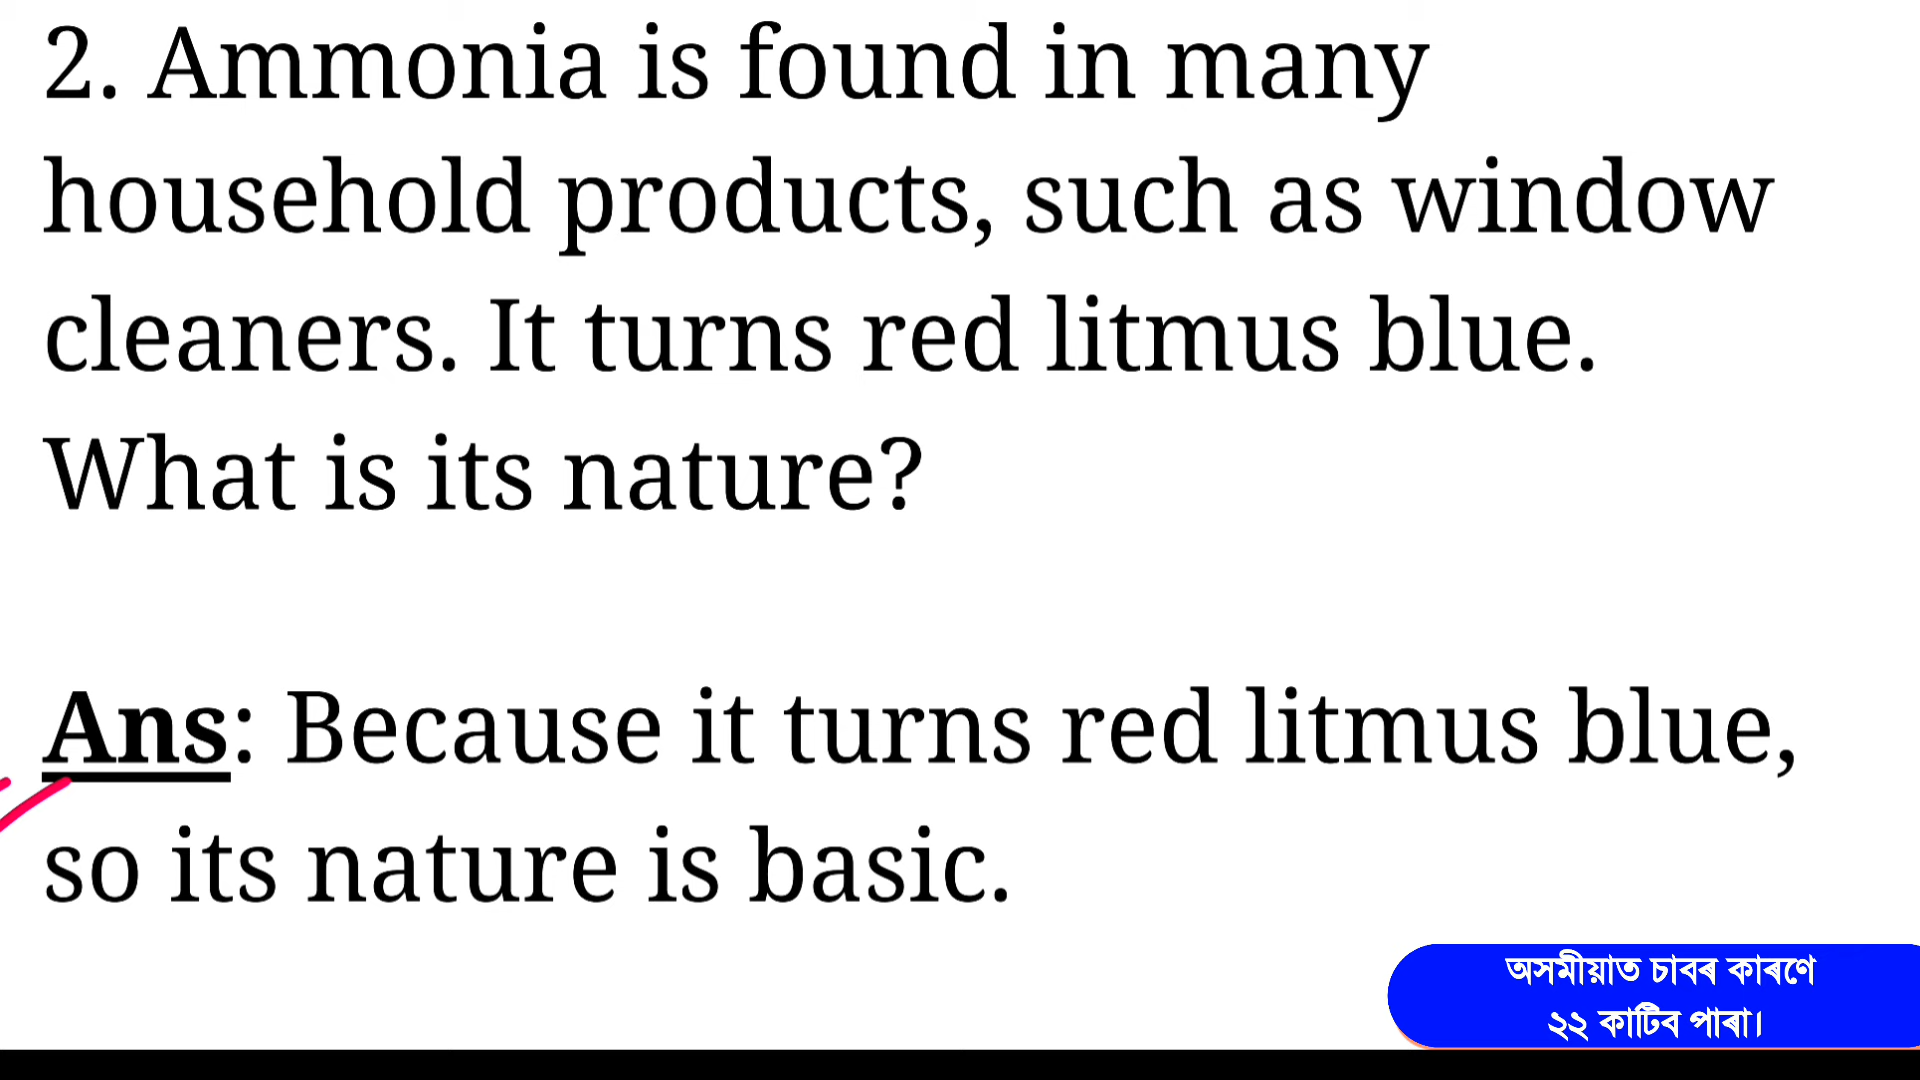 2. Ammonia is found in many
household products, such as window
cleaners. It turns red litmus blue.
What is its nature?
Ans: Because it turns red litmus blue,
so its nature is basic.
অসমীয়াত চাবৰ কাৰণে
২২ কাটিব পাৰা।